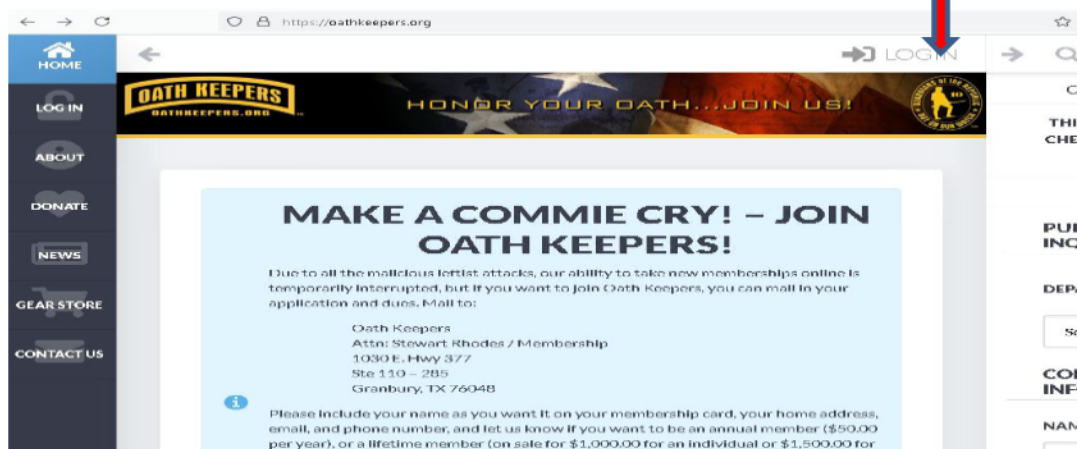 https://oathkeepers.org
HOME
LOGIN
LOG IN
ABOUT
DONATE
NEWS
GEAR STORE
CONTACT US
OATH KEEPERS
OATHKEEPERS.ORG
HONOR YOUR OATH...JOIN US!
MAKE A COMMIE CRY! – JOIN
OATH KEEPERS!
Due to all the malicious leftist attacks, our ability to take new memberships online is
temporarily interrupted, but if you want to join Oath Keepers, you can mail in your
application and dues. Mail to:
Oath Keepers
Attn: Stewart Rhodes / Membership
1030 E. Hwy 377
Ste 110 – 285
Granbury, TX 76048
Please include your name as you want it on your membership card, your home address,
email, and phone number, and let us know if you want to be an annual member ($50.00
per year), or a lifetime member (on sale for $1,000.00 for an individual or $1,500.00 for